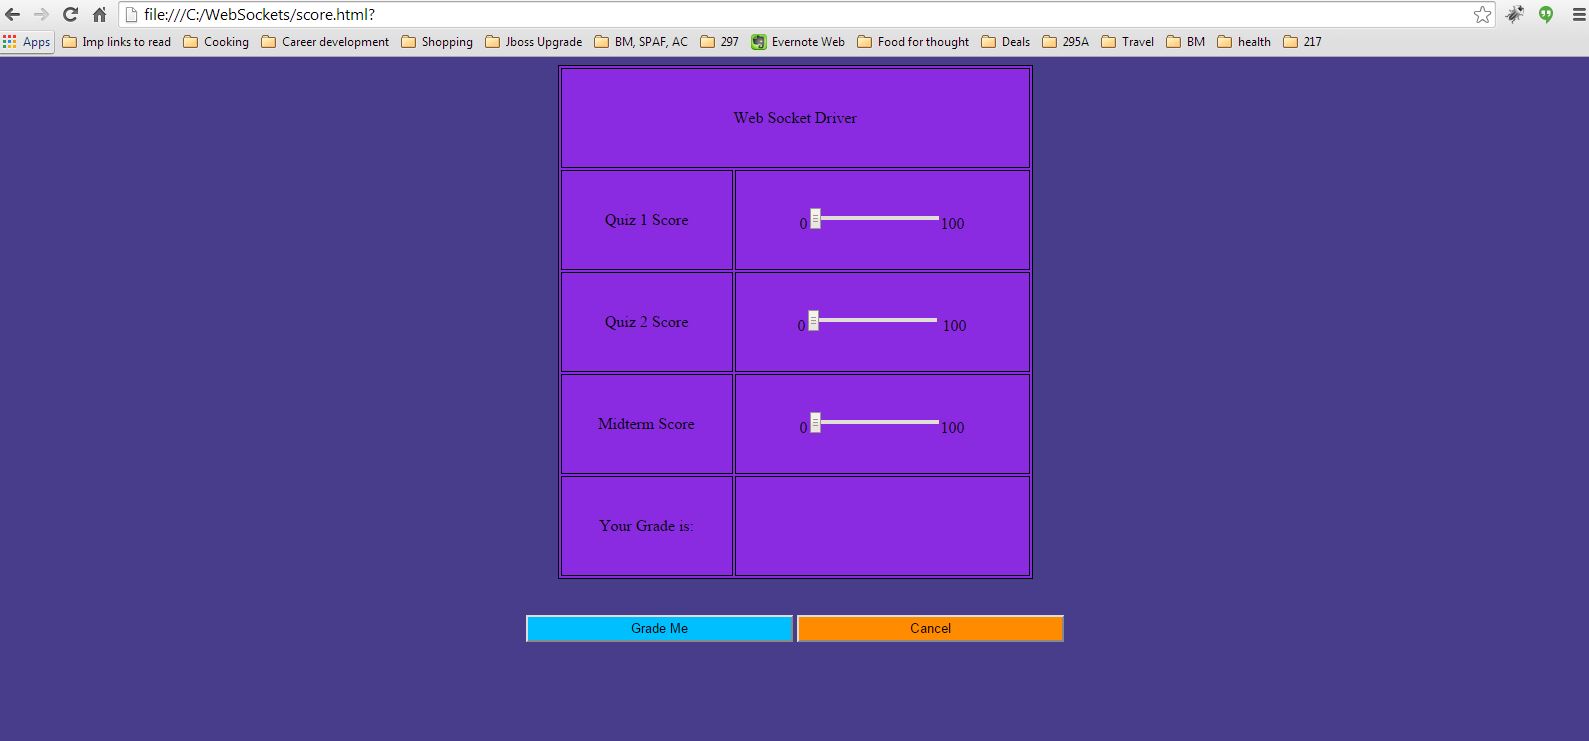 file:///C:/WebSockets/score.html?
Apps Imp links to read Cooking Career development Shopping Jboss Upgrade BM, SPAF, AC 297 Evernote Web Food for thought Deals 295A Travel BM health 217
Web Socket Driver
Quiz 1 Score 0 100
Quiz 2 Score 0 100
Midterm Score 0 100
Your Grade is:
Grade Me Cancel